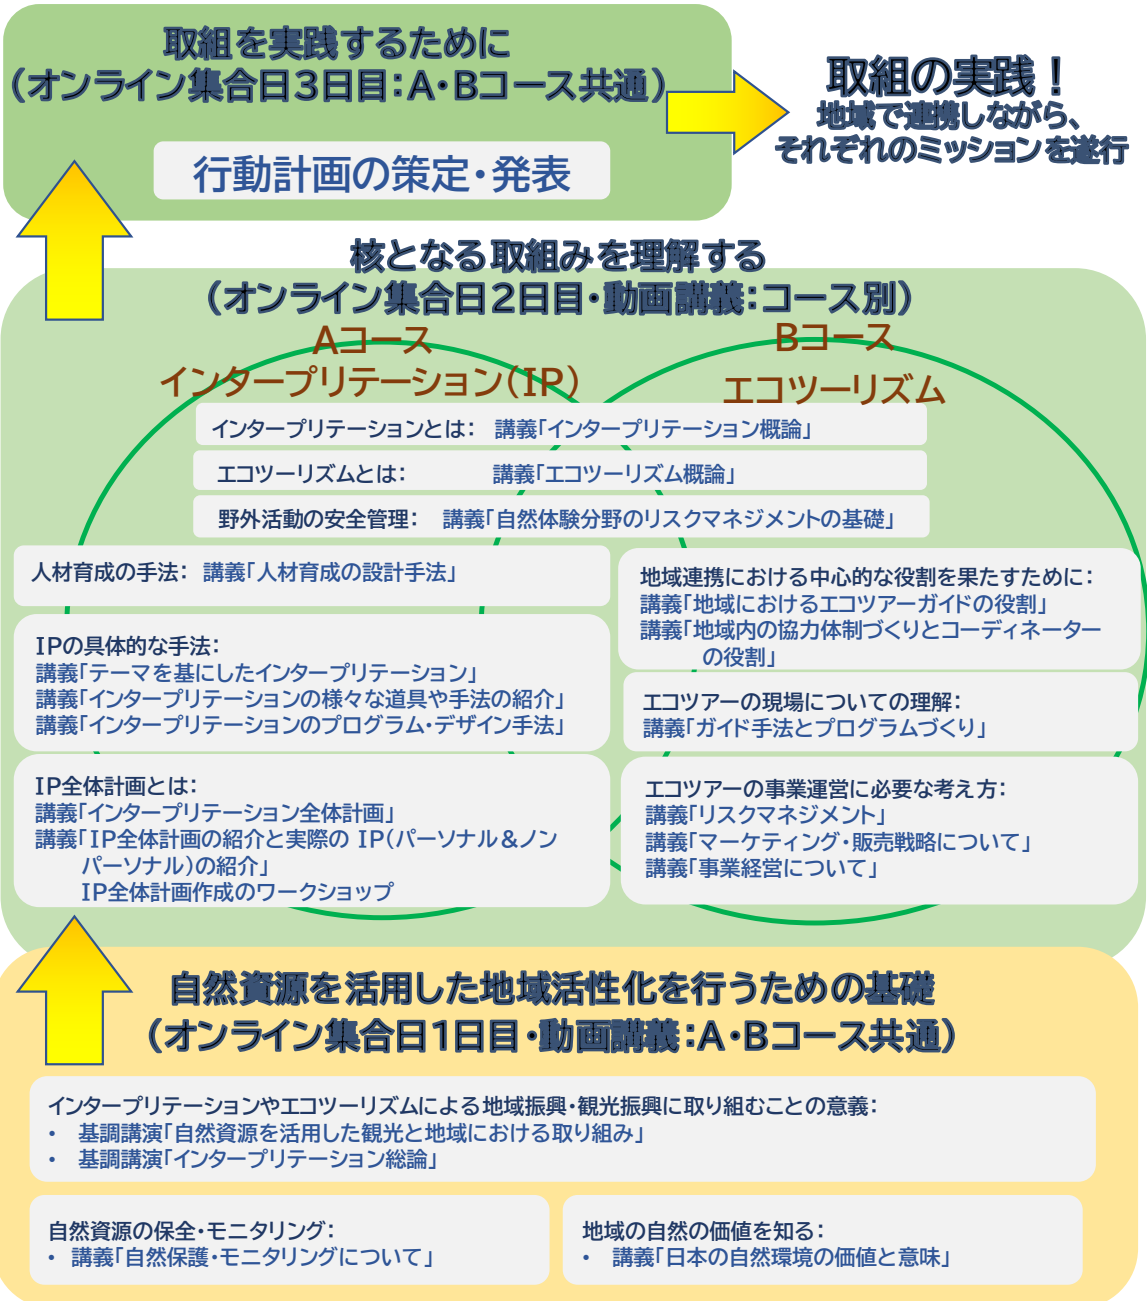 取組を実践するために
（オンライン集合日３日目：A・Bコース共通）
行動計画の策定・発表
取組の実践！
地域で連携しながら、
それぞれのミッションを遂行
核となる取組みを理解する
（オンライン集合日２日目・動画講義：コース別）
Aコース
インタープリテーション（IP）
Bコース
エコツーリズム
インタープリテーションとは： 講義「インタープリテーション概論」
エコツーリズムとは： 講義「エコツーリズム概論」
野外活動の安全管理： 講義「自然体験分野のリスクマネジメントの基礎」
人材育成の手法： 講義「人材育成の設計手法」
IPの具体的な手法：
講義「テーマを基にしたインタープリテーション」
講義「インタープリテーションの様々な道具や手法の紹介」
講義「インタープリテーションのプログラム・デザイン手法」
IP全体計画とは：
講義「インタープリテーション全体計画」
講義「IP全体計画の紹介と実際の IP（パーソナル＆ノン
パーソナル）の紹介」
IP全体計画作成のワークショップ
地域連携における中心的な役割を果たすために：
講義「地域におけるエコツアーガイドの役割」
講義「地域内の協力体制づくりとコーディネーター
の役割」
エコツアーの現場についての理解：
講義「ガイド手法とプログラムづくり」
エコツアーの事業運営に必要な考え方：
講義「リスクマネジメント」
講義「マーケティング・販売戦略について」
講義「事業経営について」
自然資源を活用した地域活性化を行うための基礎
（オンライン集合日１日目・動画講義：A・Bコース共通）
インタープリテーションやエコツーリズムによる地域振興・観光振興に取り組むことの意義：
• 基調講演「自然資源を活用した観光と地域における取り組み」
• 基調講演「インタープリテーション総論」
自然資源の保全・モニタリング：
• 講義「自然保護・モニタリングについて」
地域の自然の価値を知る：
• 講義「日本の自然環境の価値と意味」